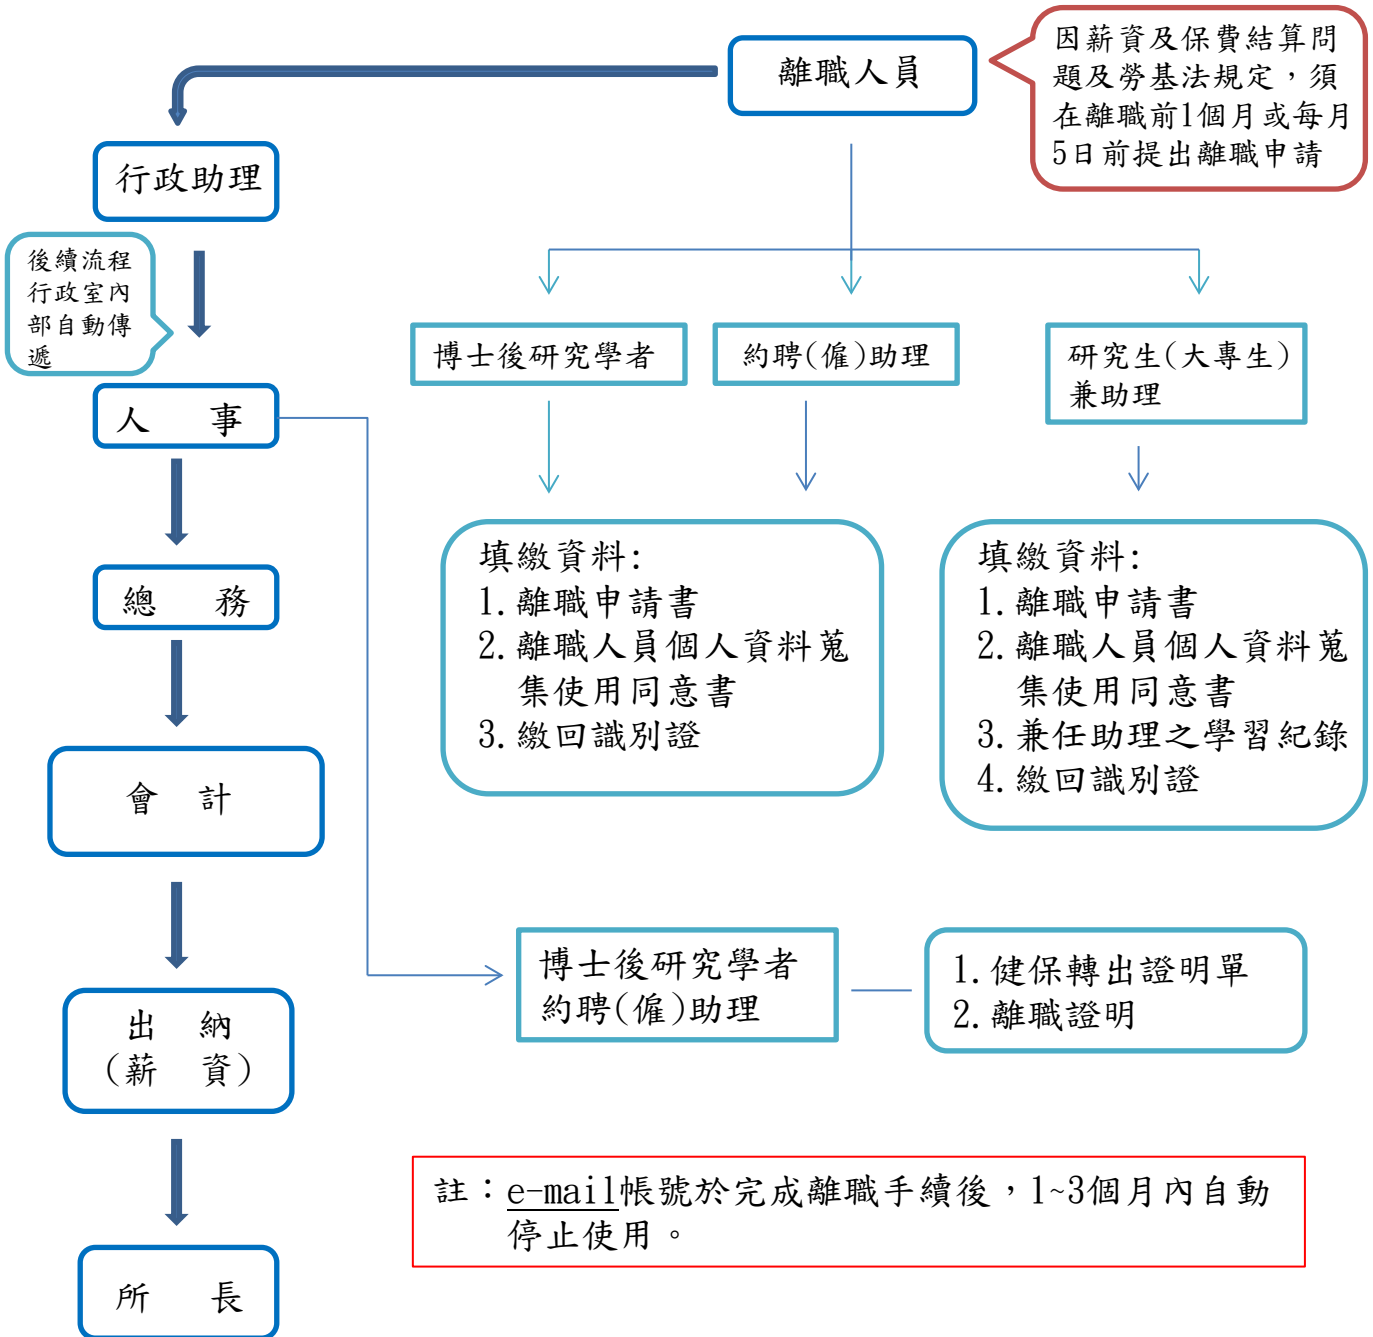 離職人員
因薪資及保費結算問
題及勞基法規定，須
在離職前1個月或每月
5日前提出離職申請
行政助理
後續流程
行政室內
部自動傳
遞
博士後研究學者
約聘(僱)助理
研究生(大專生)
兼助理
人　事
填繳資料:
1.離職申請書
2.離職人員個人資料蒐
集使用同意書
3.繳回識別證
填繳資料:
1.離職申請書
2.離職人員個人資料蒐
集使用同意書
3.兼任助理之學習紀錄
4.繳回識別證
總　務
會　計
博士後研究學者
約聘(僱)助理
1.健保轉出證明單
2.離職證明
出　納
(薪　資)
註：e-mail帳號於完成離職手續後，1~3個月內自動
停止使用。
所　長